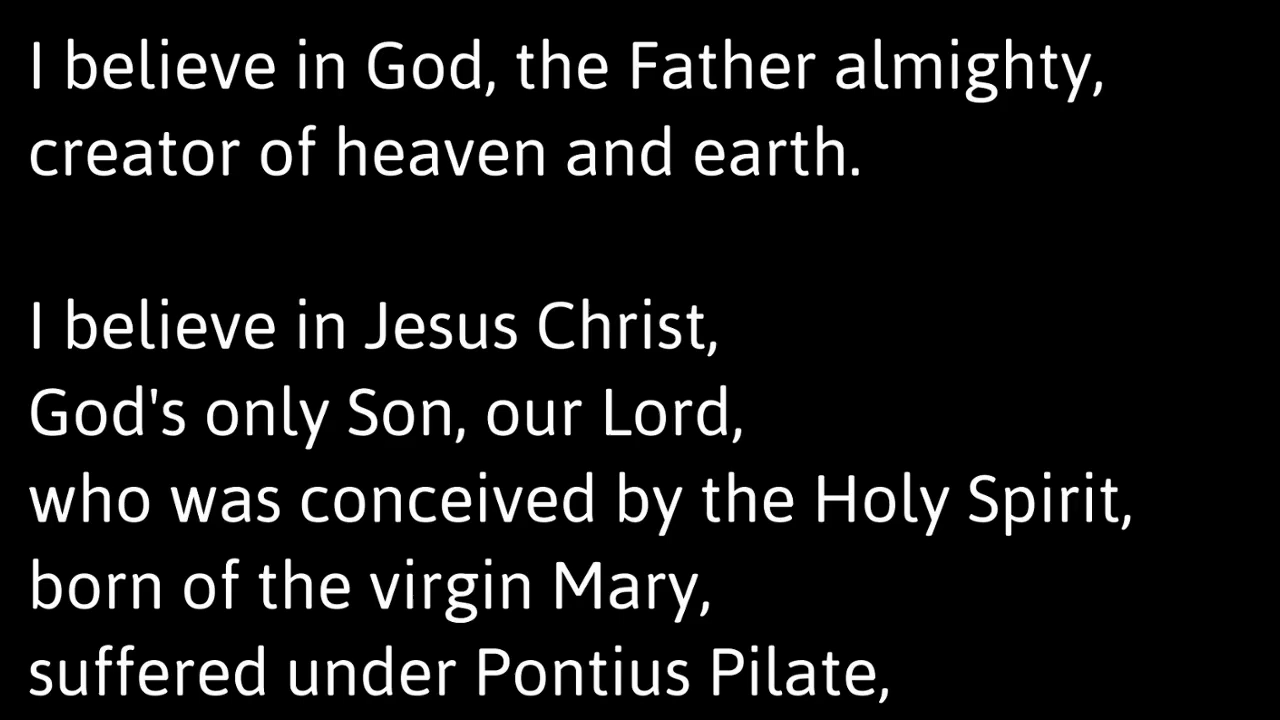 I believe in God, the Father almighty,
creator of heaven and earth.
I believe in Jesus Christ,
God's only Son, our Lord,
who was conceived by the Holy Spirit,
born of the virgin Mary,
suffered under Pontius Pilate,